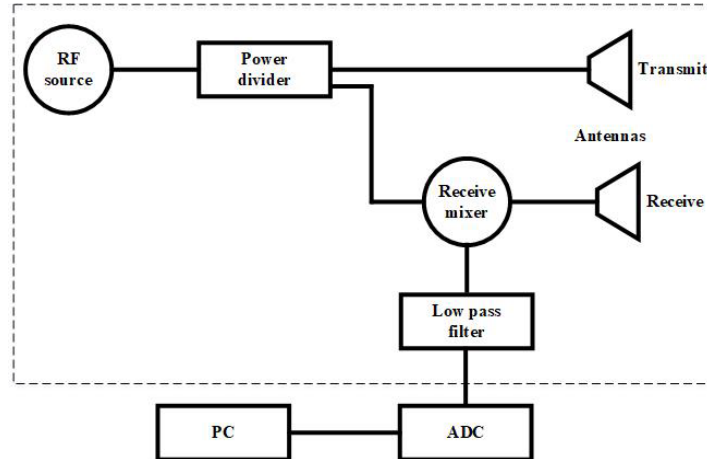 RF
source
Power
divider
Transmit
Antennas
Receive
mixer
Receive
Low pass
filter
PC
ADC